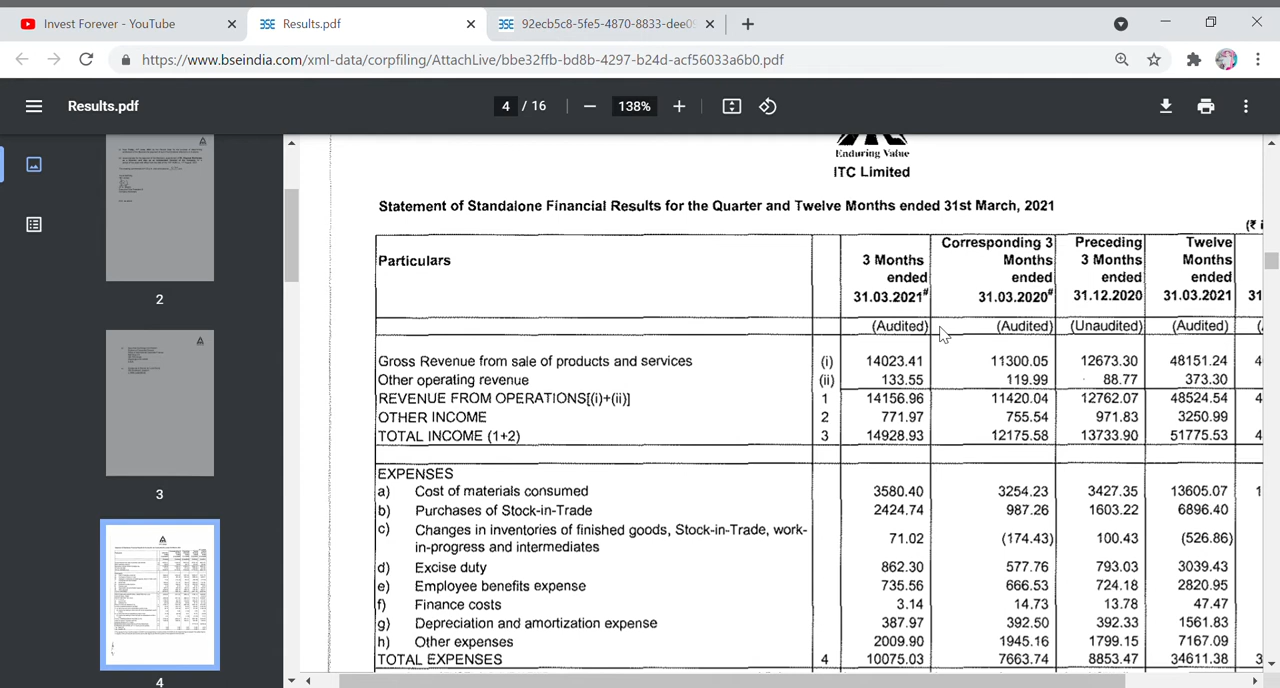 Invest Forever - YouTube
Results.pdf
92ecb5c8-5fe5-4870-8833-dee0
https://www.bseindia.com/xml-data/corpfiling/AttachLive/bbe32ffb-bd8b-4297-b24d-acf56033a6b0.pdf
Results.pdf
4 / 16
138%
2
3
4
Enduring Value
ITC Limited
Statement of Standalone Financial Results for the Quarter and Twelve Months ended 31st March, 2021
(₹ i
Particulars
3 Months ended 31.03.2021#
Corresponding 3 Months ended 31.03.2020#
Preceding 3 Months ended 31.12.2020
Twelve Months ended 31.03.2021
31
(Audited) (Audited) (Unaudited) (Audited) (
Gross Revenue from sale of products and services (i) 14023.41 11300.05 12673.30 48151.24 4
Other operating revenue (ii) 133.55 119.99 88.77 373.30
REVENUE FROM OPERATIONS[(i)+(ii)] 1 14156.96 11420.04 12762.07 48524.54 4
OTHER INCOME 2 771.97 755.54 971.83 3250.99
TOTAL INCOME (1+2) 3 14928.93 12175.58 13733.90 51775.53 4
EXPENSES
a) Cost of materials consumed 3580.40 3254.23 3427.35 13605.07 1
b) Purchases of Stock-in-Trade 2424.74 987.26 1603.22 6896.40
c) Changes in inventories of finished goods, Stock-in-Trade, work-
in-progress and intermediates 71.02 (174.43) 100.43 (526.86)
d) Excise duty 862.30 577.76 793.03 3039.43
e) Employee benefits expense 735.56 666.53 724.18 2820.95
f) Finance costs 3.14 14.73 13.78 47.47
g) Depreciation and amortization expense 387.97 392.50 392.33 1561.83
h) Other expenses 2009.90 1945.16 1799.15 7167.09
TOTAL EXPENSES 4 10075.03 7663.74 8853.47 34611.38 3